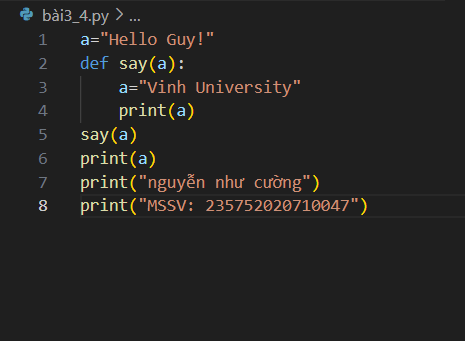 bài3_4.py > ...
1 a="Hello Guy!"
2 def say(a):
3     a="Vinh University"
4     print(a)
5 say(a)
6 print(a)
7 print("nguyễn như cường")
8 print("MSSV: 235752020710047")